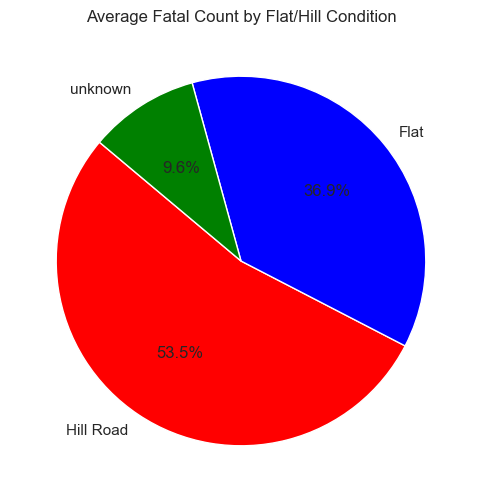 Average Fatal Count by Flat/Hill Condition
unknown
Flat
9.6%
36.9%
53.5%
Hill Road